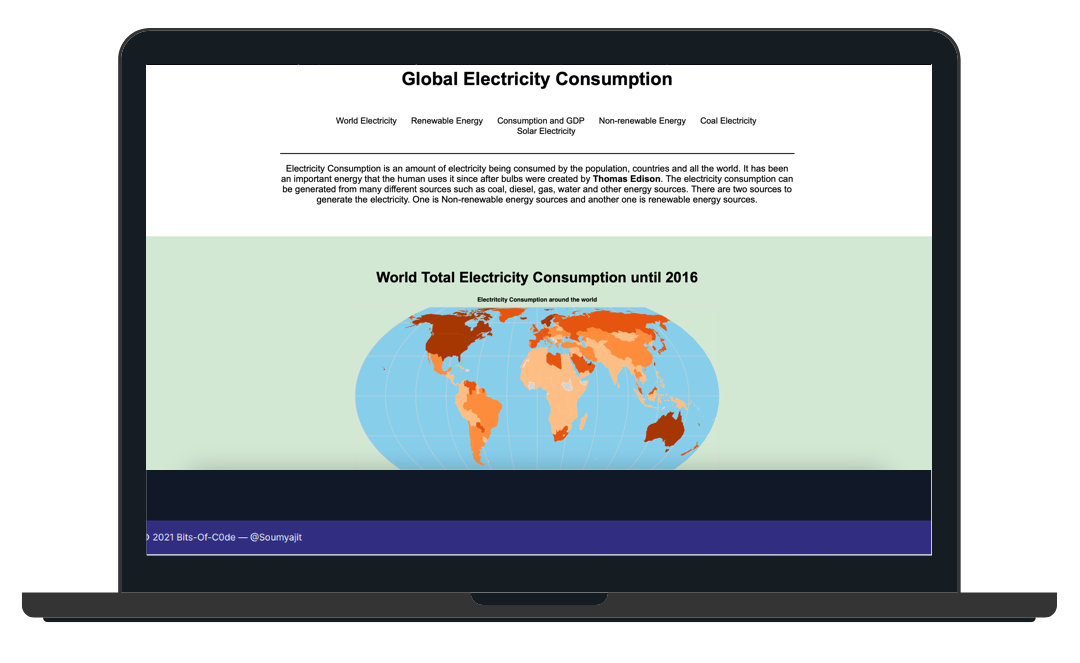 Global Electricity Consumption
World Electricity Renewable Energy Consumption and GDP Non-renewable Energy Coal Electricity
Solar Electricity
Electricity Consumption is an amount of electricity being consumed by the population, countries and all the world. It has been
an important energy that the human uses it since after bulbs were created by Thomas Edison. The electricity consumption can
be generated from many different sources such as coal, diesel, gas, water and other energy sources. There are two sources to
generate the electricity. One is Non-renewable energy sources and another one is renewable energy sources.
World Total Electricity Consumption until 2016
Electritcity Consumption around the world
© 2021 Bits-Of-C0de — @Soumyajit